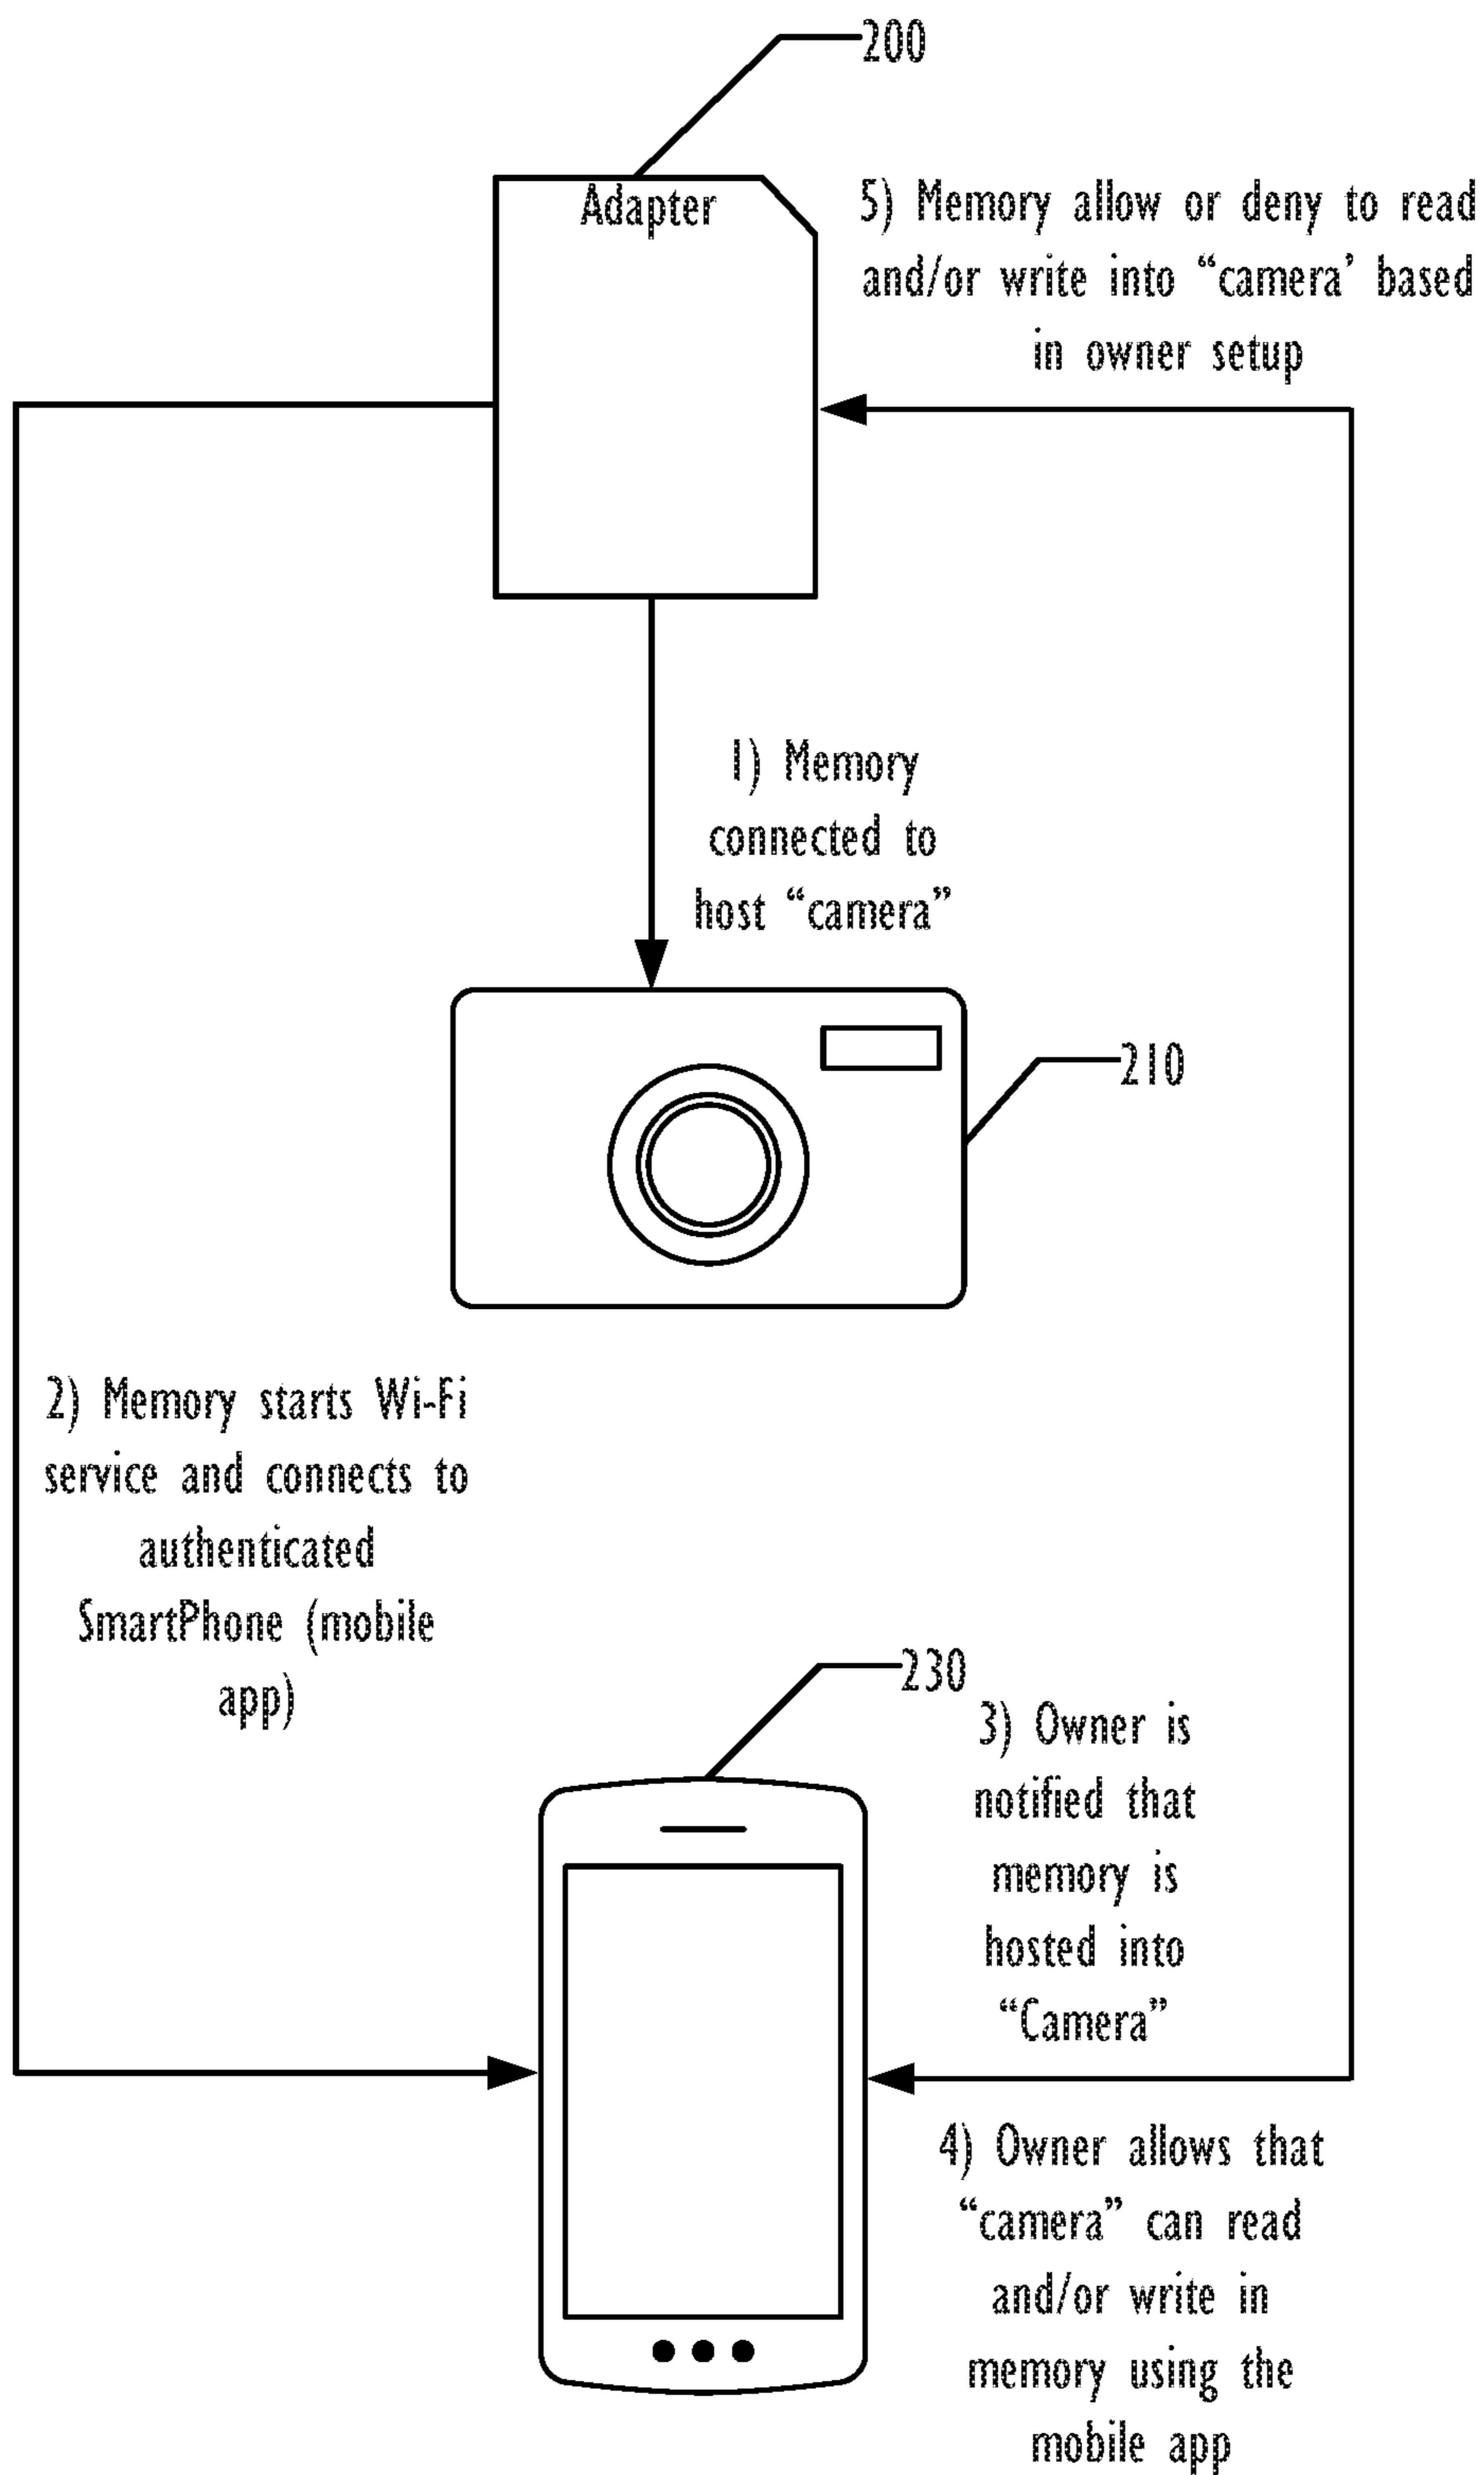 200
Adapter
5) Memory allow or deny to read
and/or write into “camera’ based
in owner setup
1) Memory
connected to
host “camera”
210
2) Memory starts Wi-Fi
service and connects to
authenticated
SmartPhone (mobile
app)
230
3) Owner is
notified that
memory is
hosted into
“Camera”
4) Owner allows that
“camera” can read
and/or write in
memory using the
mobile app